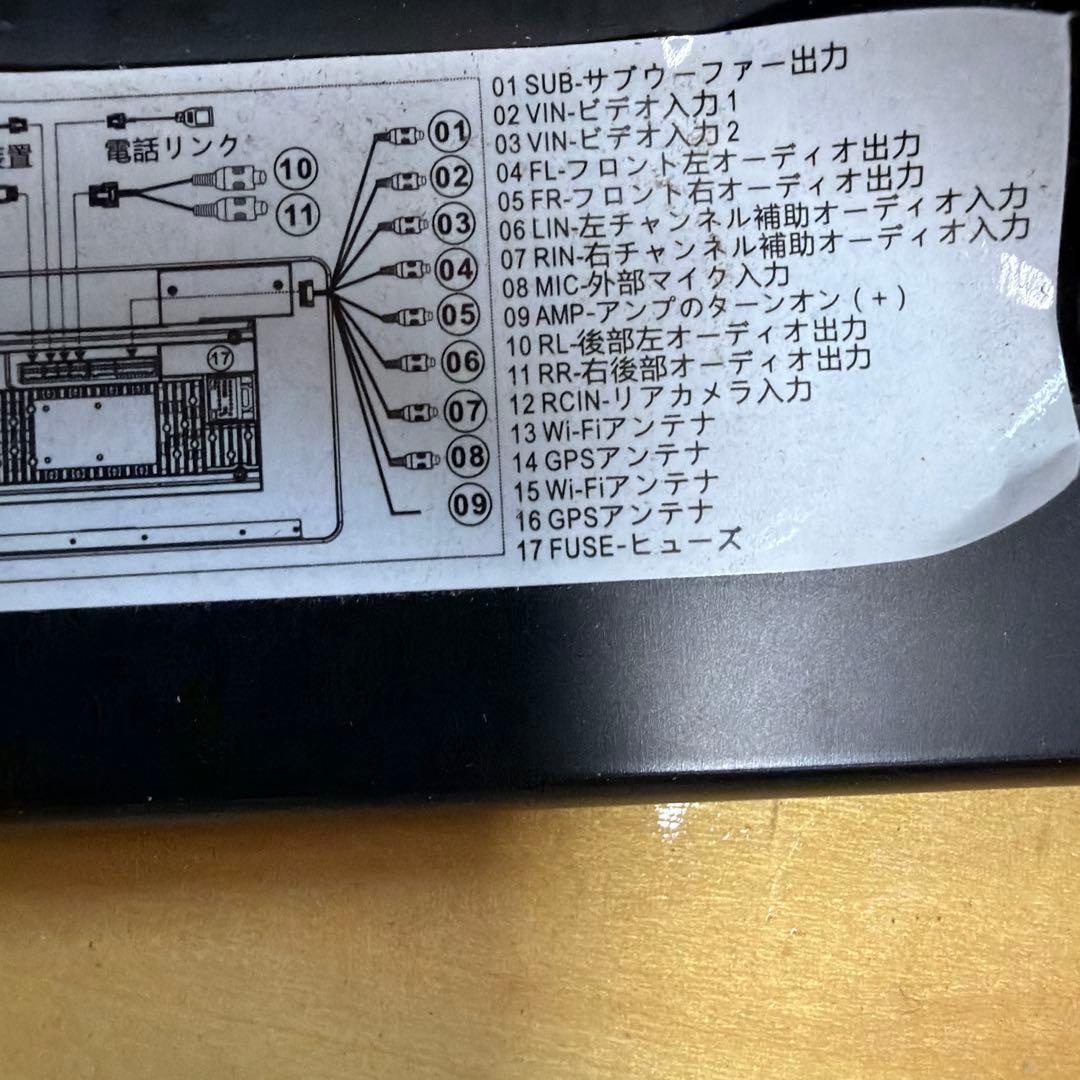 01 SUB-サブウーファー出力
02 VIN-ビデオ入力1
03 VIN-ビデオ入力2
04 FL-フロント左オーディオ出力
05 FR-フロント右オーディオ出力
06 LIN-左チャンネル補助オーディオ入力
07 RIN-右チャンネル補助オーディオ入力
08 MIC-外部マイク入力
09 AMP-アンプのターンオン(+)
10 RL-後部左オーディオ出力
11 RR-右後部オーディオ出力
12 RCIN-リアカメラ入力
13 Wi-Fiアンテナ
14 GPSアンテナ
15 Wi-Fiアンテナ
16 GPSアンテナ
17 FUSE-ヒューズ
置
電話リンク
10
11
17
01
02
03
04
05
06
07
08
09